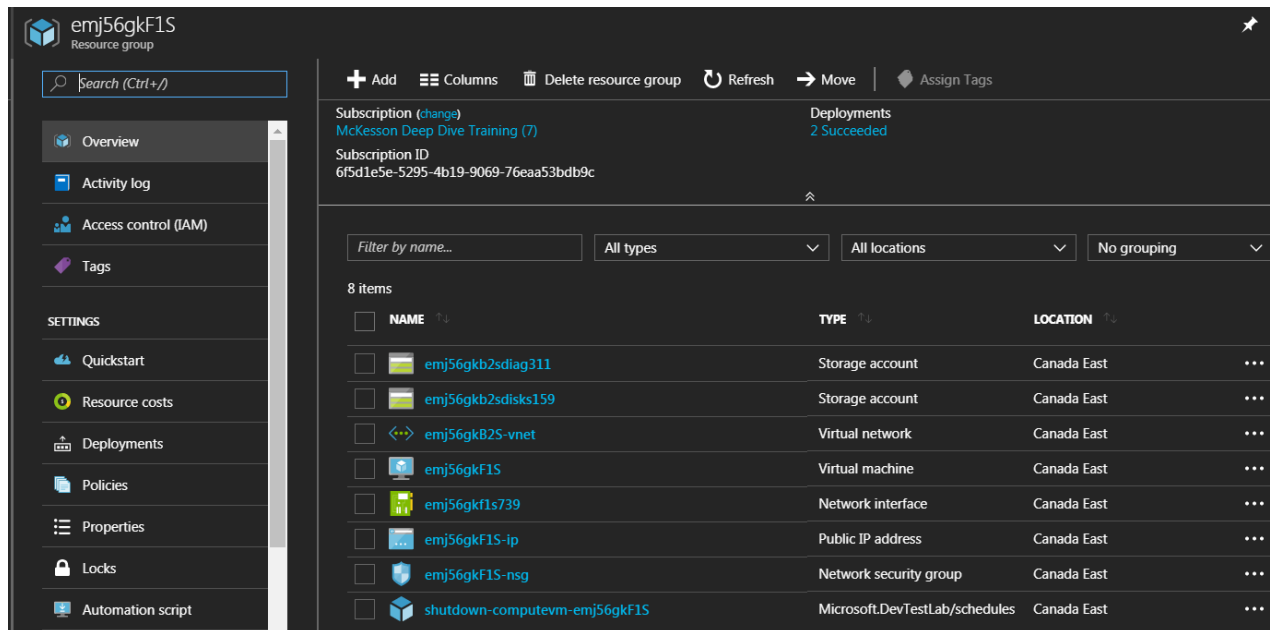 emj56gkF1S
Resource group
Search (Ctrl+/)
Overview
Activity log
Access control (IAM)
Tags
SETTINGS
Quickstart
Resource costs
Deployments
Policies
Properties
Locks
Automation script
Add Columns Delete resource group Refresh Move Assign Tags
Subscription (change)
McKesson Deep Dive Training (7)
Subscription ID
6f5d1e5e-5295-4b19-9069-76eaa53bdb9c
Deployments
2 Succeeded
Filter by name... All types All locations No grouping
8 items
NAME TYPE LOCATION
emj56gkb2sdiag311 Storage account Canada East
emj56gkb2sdisks159 Storage account Canada East
emj56gkB2S-vnet Virtual network Canada East
emj56gkF1S Virtual machine Canada East
emj56gkf1s739 Network interface Canada East
emj56gkF1S-ip Public IP address Canada East
emj56gkF1S-nsg Network security group Canada East
shutdown-computevm-emj56gkF1S Microsoft.DevTestLab/schedules Canada East